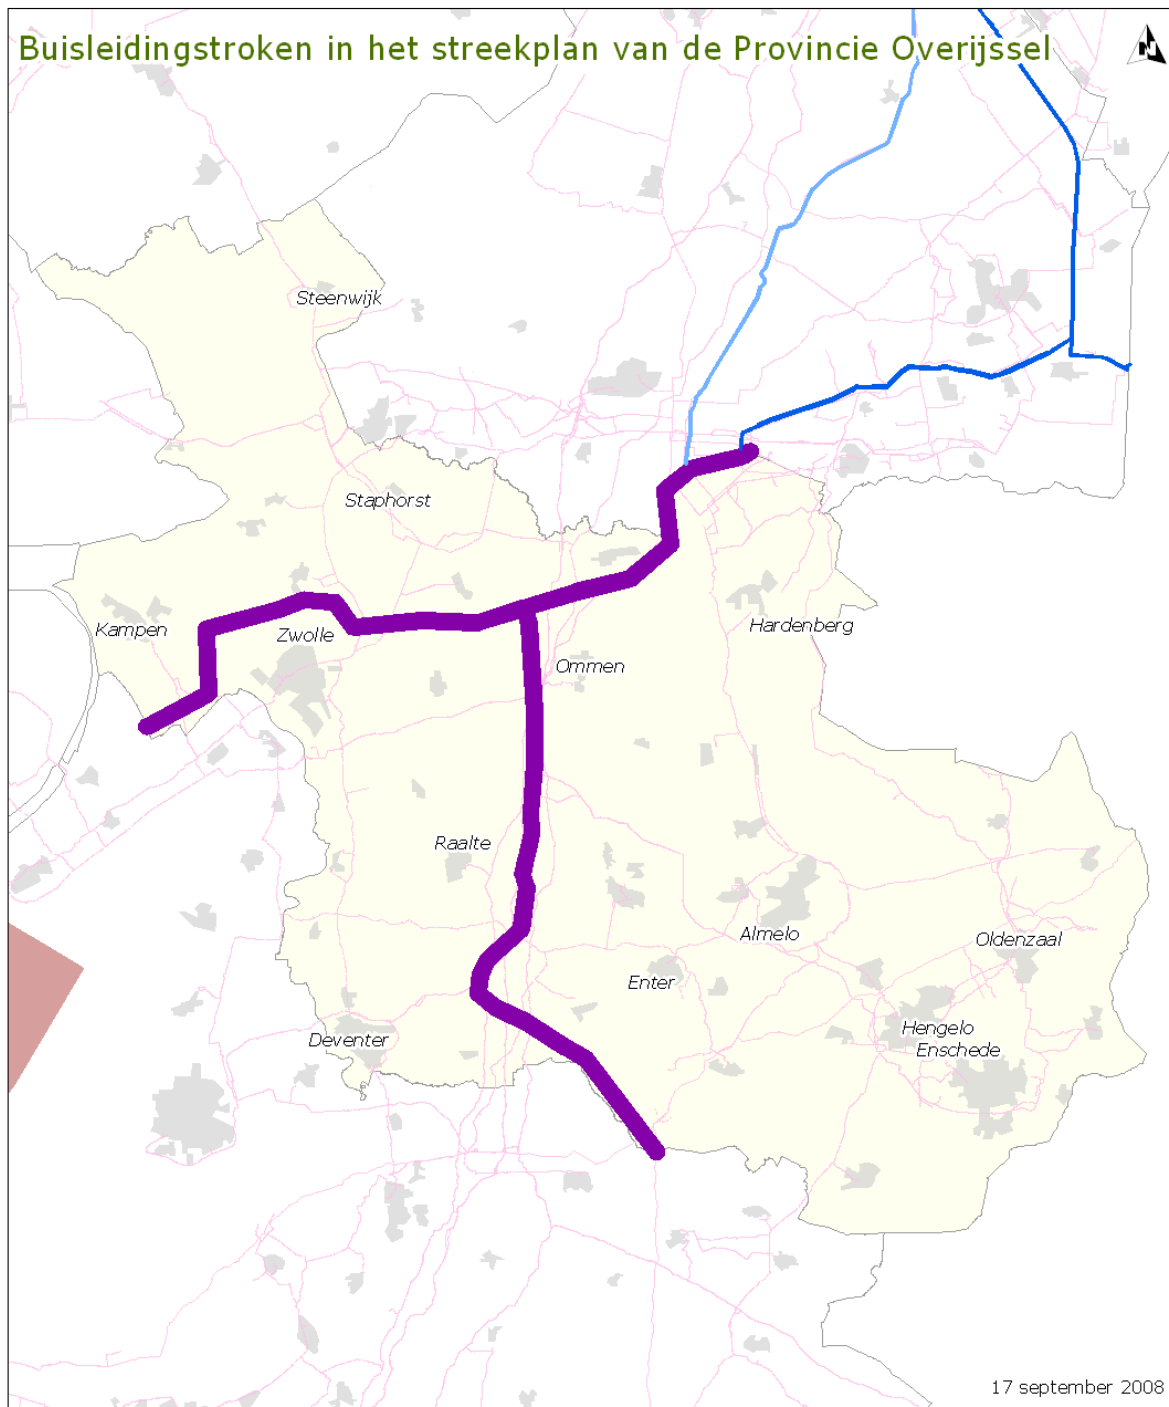 Buisleidingstroken in het streekplan van de Provincie Overijssel
N
Steenwijk
Staphorst
Kampen
Zwolle
Hardenberg
Ommen
Raalte
Almelo
Oldenzaal
Enter
Hengelo
Deventer
Enschede
17 september 2008